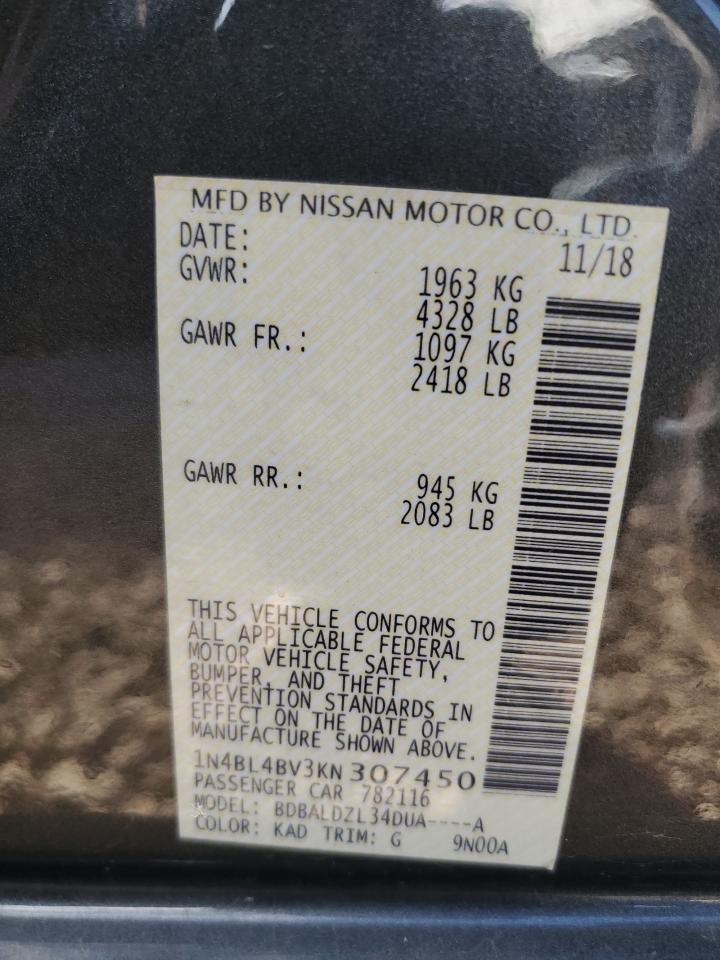 MFD BY NISSAN MOTOR CO., LTD.
DATE: 11/18
GVWR: 1963 KG
4328 LB
GAWR FR.: 1097 KG
2418 LB
GAWR RR.: 945 KG
2083 LB
THIS VEHICLE CONFORMS TO
ALL APPLICABLE FEDERAL
MOTOR VEHICLE SAFETY,
BUMPER, AND THEFT
PREVENTION STANDARDS IN
EFFECT ON THE DATE OF
MANUFACTURE SHOWN ABOVE.
1N4BL4BV3KN307450
PASSENGER CAR 782116
MODEL: BDBALDZL34DUA----A
COLOR: KAD TRIM: G 9N00A